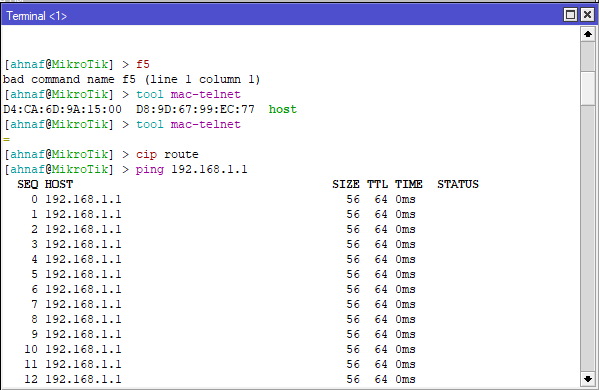 Terminal <1>
[ahnaf@MikroTik] > f5
bad command name f5 (line 1 column 1)
[ahnaf@MikroTik] > tool mac-telnet
D4:CA:6D:9A:15:00  D8:9D:67:99:EC:77  host
[ahnaf@MikroTik] > tool mac-telnet
=
[ahnaf@MikroTik] > cip route
[ahnaf@MikroTik] > ping 192.168.1.1
SEQ HOST SIZE TTL TIME STATUS
0 192.168.1.1 56 64 0ms
1 192.168.1.1 56 64 0ms
2 192.168.1.1 56 64 0ms
3 192.168.1.1 56 64 0ms
4 192.168.1.1 56 64 0ms
5 192.168.1.1 56 64 0ms
6 192.168.1.1 56 64 0ms
7 192.168.1.1 56 64 0ms
8 192.168.1.1 56 64 0ms
9 192.168.1.1 56 64 0ms
10 192.168.1.1 56 64 0ms
11 192.168.1.1 56 64 0ms
12 192.168.1.1 56 64 0ms